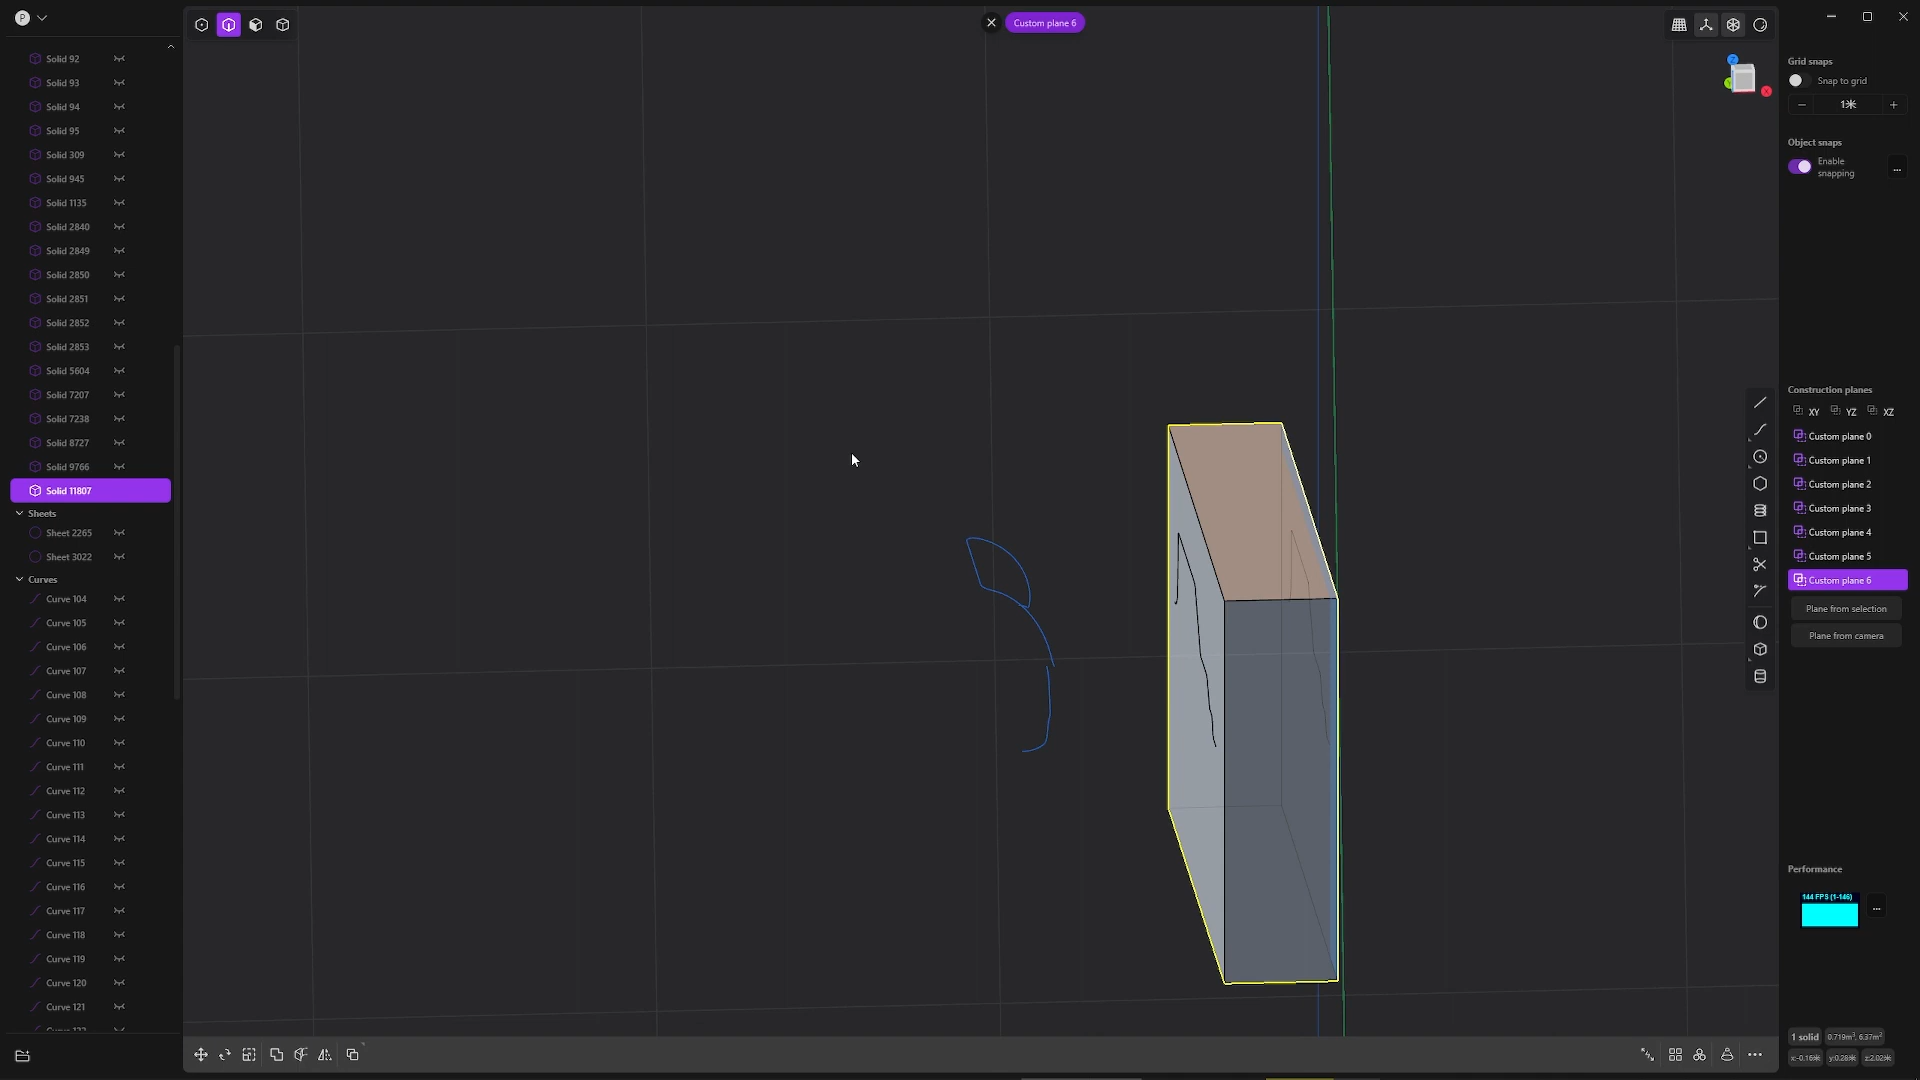 P
Custom plane 6
Solid 92
Solid 93
Solid 94
Solid 95
Solid 309
Solid 945
Solid 1135
Solid 2840
Solid 2849
Solid 2850
Solid 2851
Solid 2852
Solid 2853
Solid 5604
Solid 7207
Solid 7238
Solid 8727
Solid 9766
Solid 11807
Sheets
Sheet 2265
Sheet 3022
Curves
Curve 104
Curve 105
Curve 106
Curve 107
Curve 108
Curve 109
Curve 110
Curve 111
Curve 112
Curve 113
Curve 114
Curve 115
Curve 116
Curve 117
Curve 118
Curve 119
Curve 120
Curve 121
Z
X
Grid snaps
Snap to grid
Object snaps
Enable
snapping
...
Construction planes
XY YZ XZ
Custom plane 0
Custom plane 1
Custom plane 2
Custom plane 3
Custom plane 4
Custom plane 5
Custom plane 6
Plane from selection
Plane from camera
Performance
144 FPS (1-146)
...
1 solid 0.719m³, 6.37m²